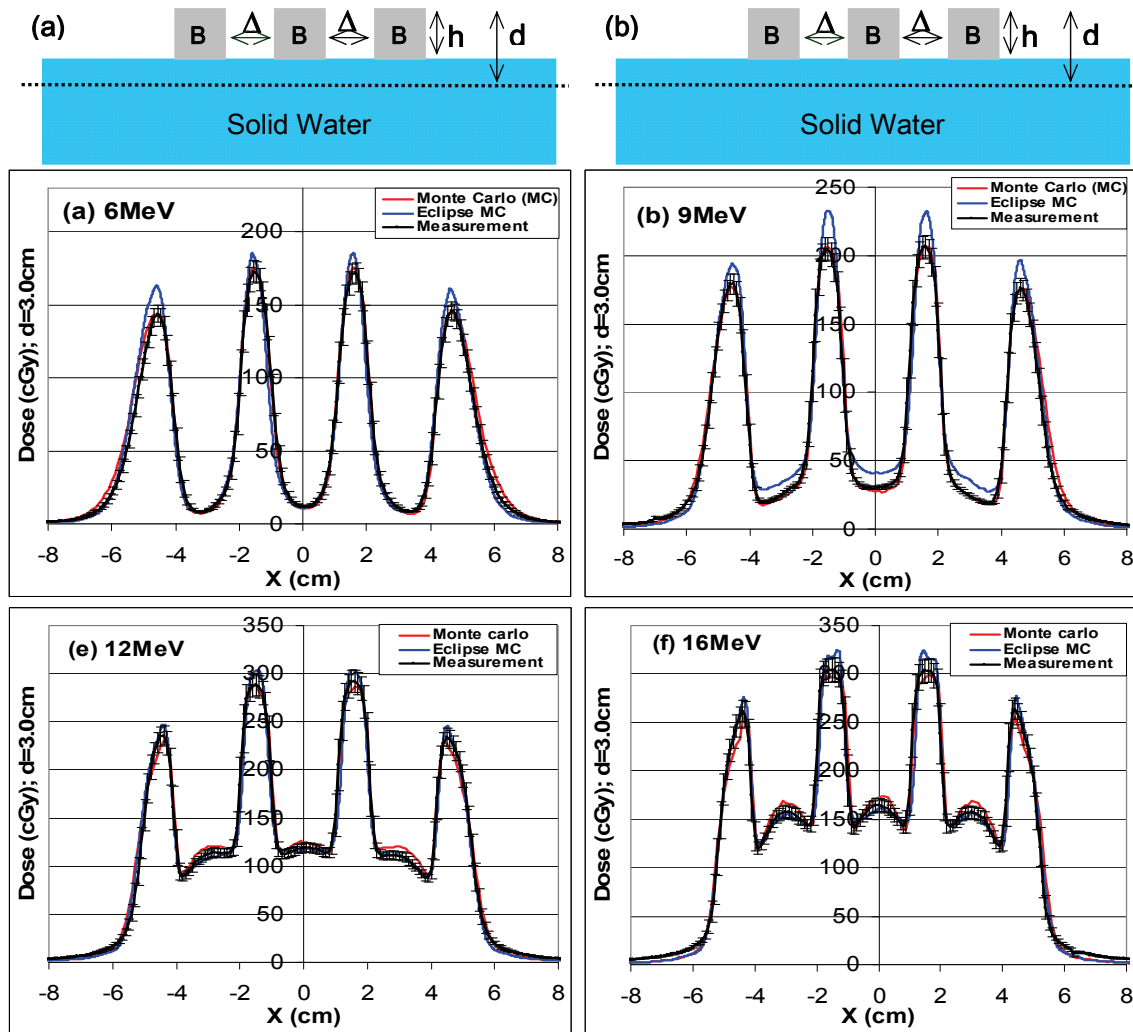 (a) B Δ B Δ B h d
Solid Water
(b) B Δ B Δ B h d
Solid Water
(a) 6MeV
Monte Carlo (MC)
Eclipse MC
Measurement
Dose (cGy); d=3.0cm
200
150
100
50
0
-8 -6 -4 -2 0 2 4 6 8
X (cm)
(b) 9MeV
Monte Carlo (MC)
Eclipse MC
Measurement
Dose (cGy); d=3.0cm
250
200
150
100
50
0
-8 -6 -4 -2 0 2 4 6 8
X (cm)
(e) 12MeV
Monte carlo
Eclipse MC
Measurement
Dose (cGy); d=3.0cm
350
300
250
200
150
100
50
0
-8 -6 -4 -2 0 2 4 6 8
X (cm)
(f) 16MeV
Monte carlo
Eclipse MC
Measurement
Dose (cGy); d=3.0cm
350
300
250
200
150
100
50
0
-8 -6 -4 -2 0 2 4 6 8
X (cm)